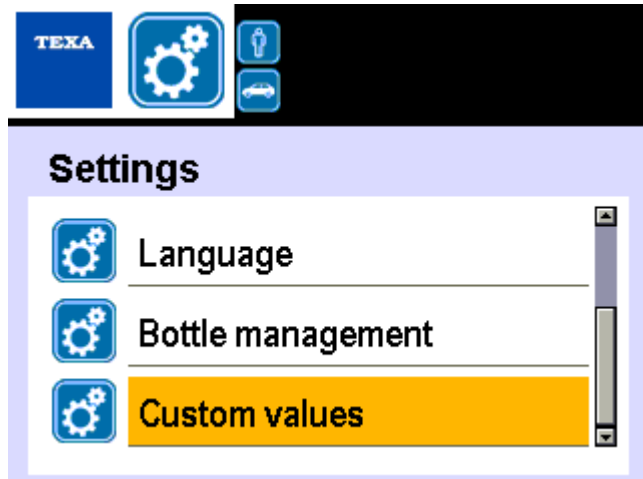 TEXA
Settings
Language
Bottle management
Custom values